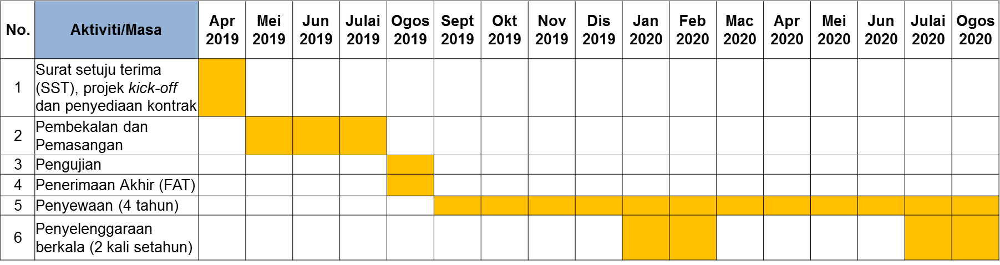 No. Aktiviti/Masa Apr 2019 Mei 2019 Jun 2019 Julai 2019 Ogos 2019 Sept 2019 Okt 2019 Nov 2019 Dis 2019 Jan 2020 Feb 2020 Mac 2020 Apr 2020 Mei 2020 Jun 2020 Julai 2020 Ogos 2020
1 Surat setuju terima
(SST), projek kick-off
dan penyediaan kontrak
2 Pembekalan dan
Pemasangan
3 Pengujian
4 Penerimaan Akhir (FAT)
5 Penyewaan (4 tahun)
6 Penyelenggaraan
berkala (2 kali setahun)